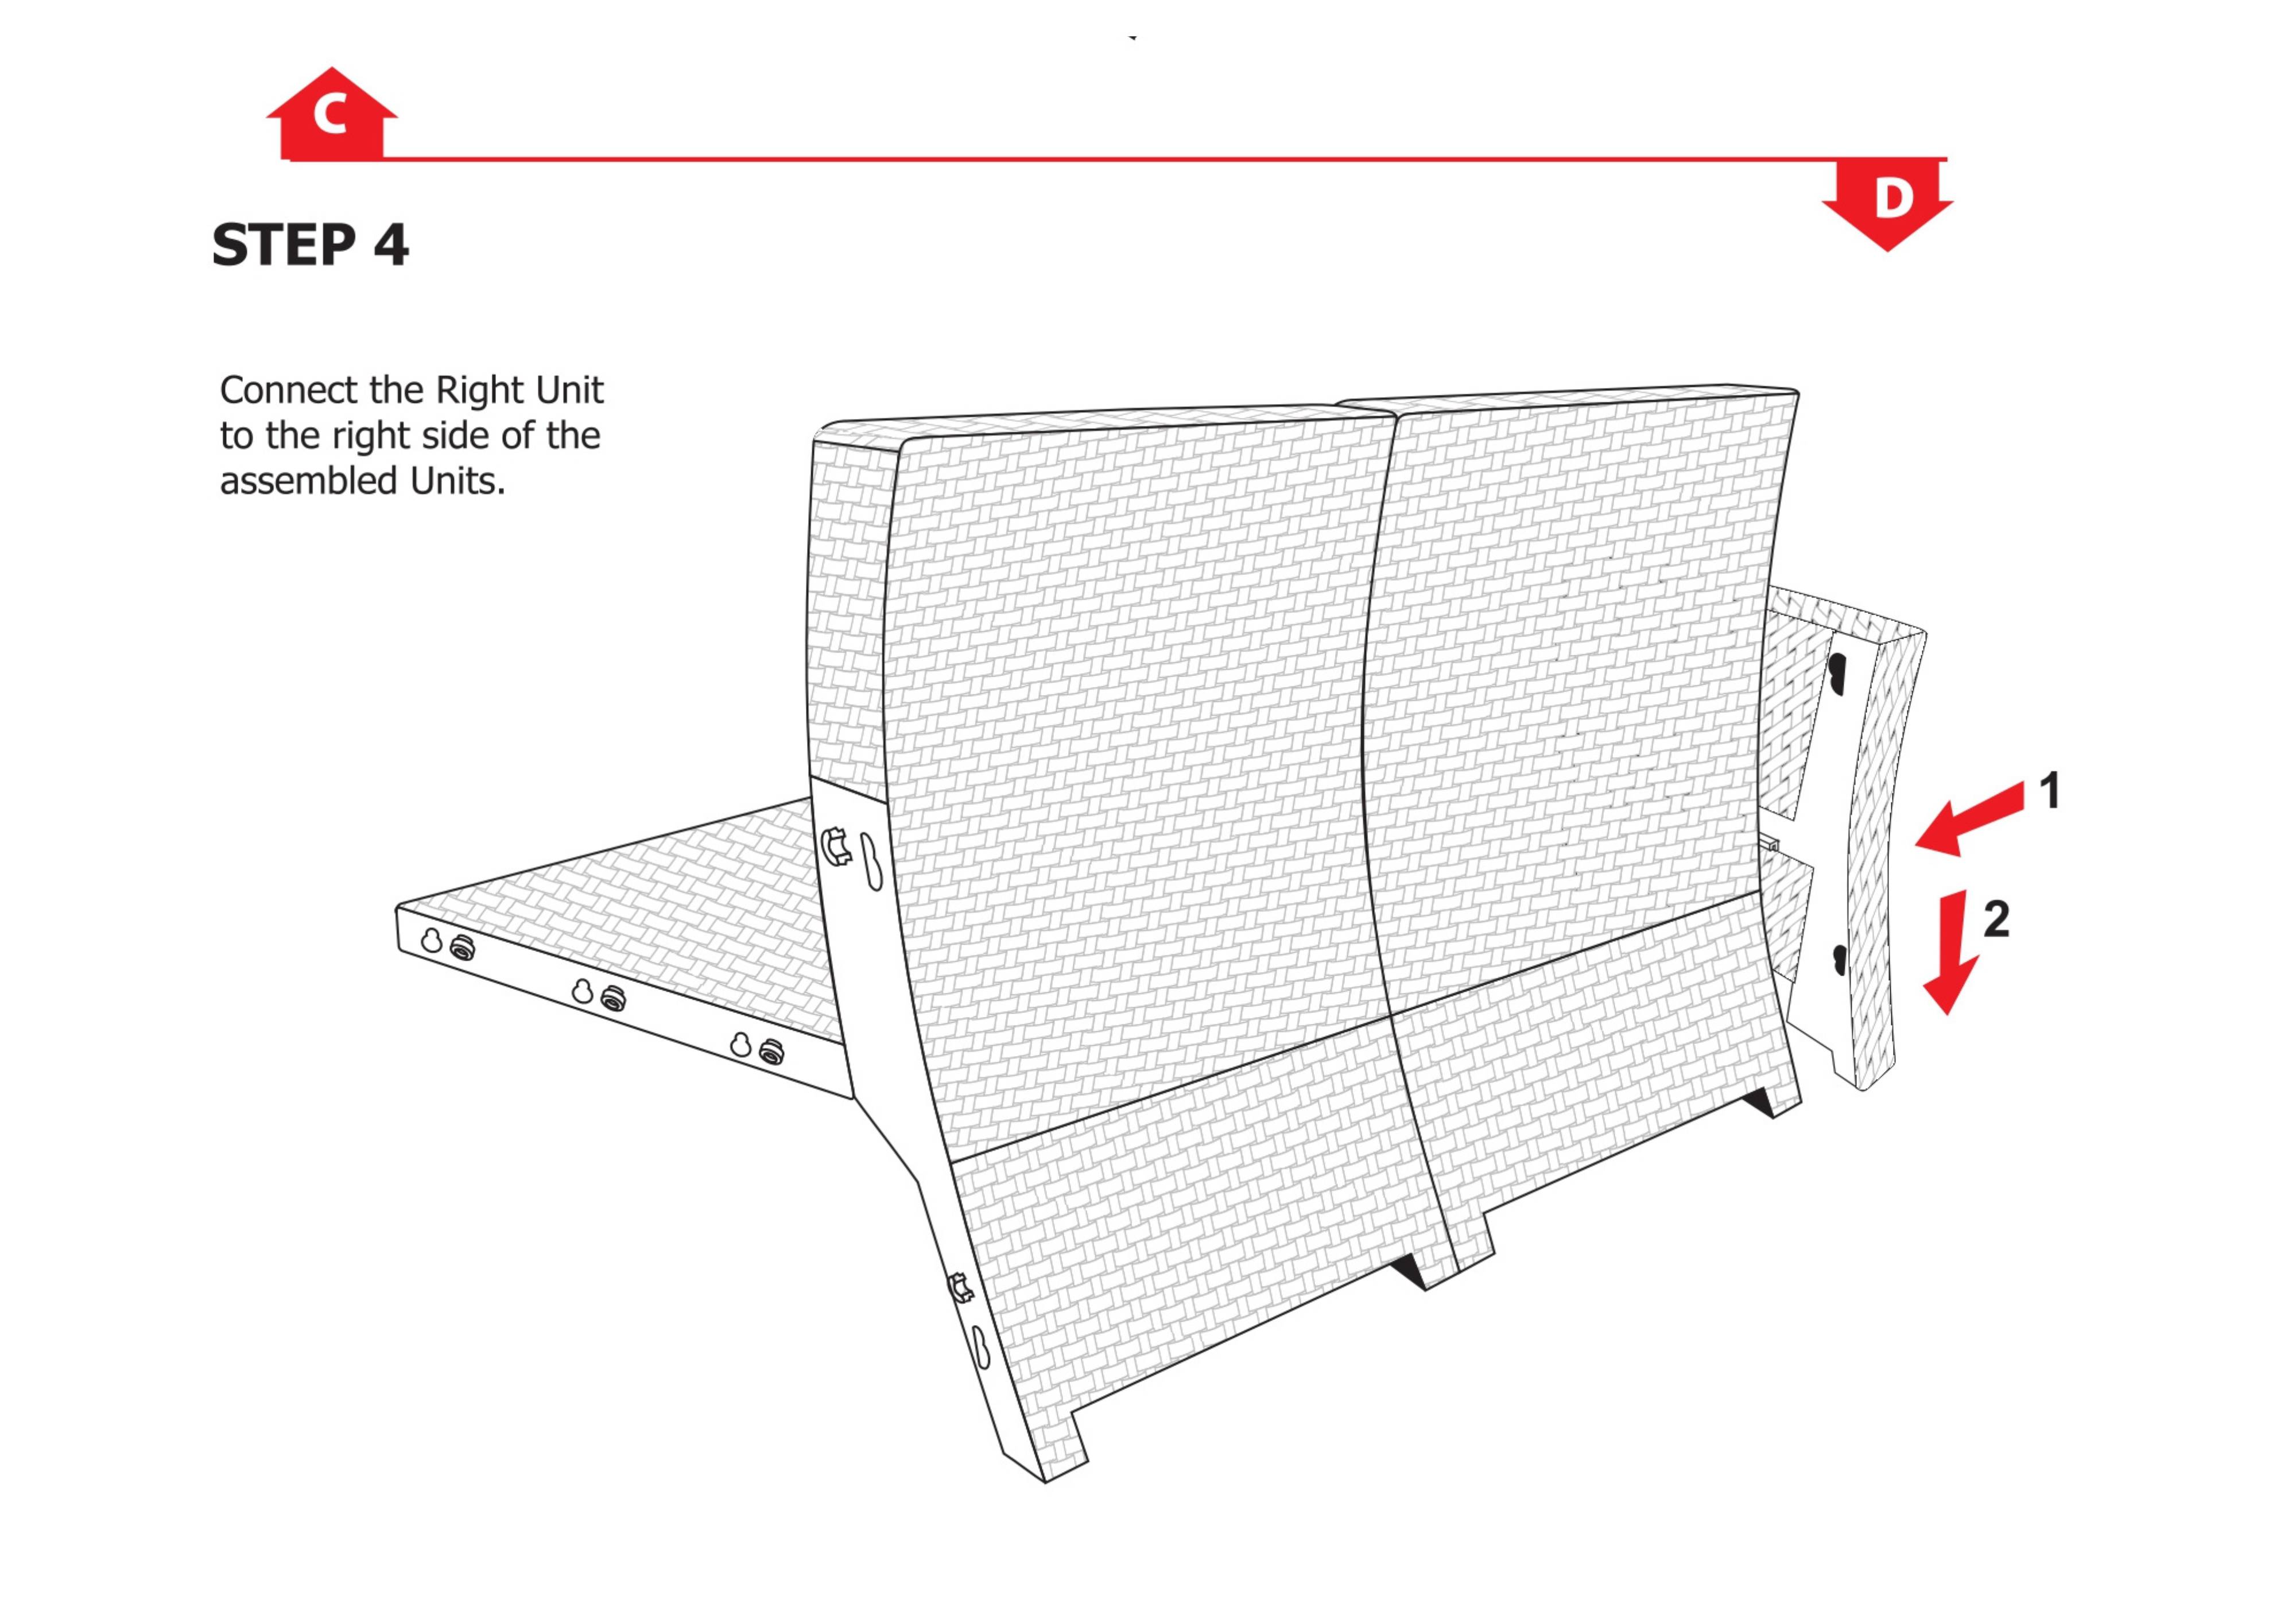 C
D
STEP 4
Connect the Right Unit
to the right side of the
assembled Units.
1
2